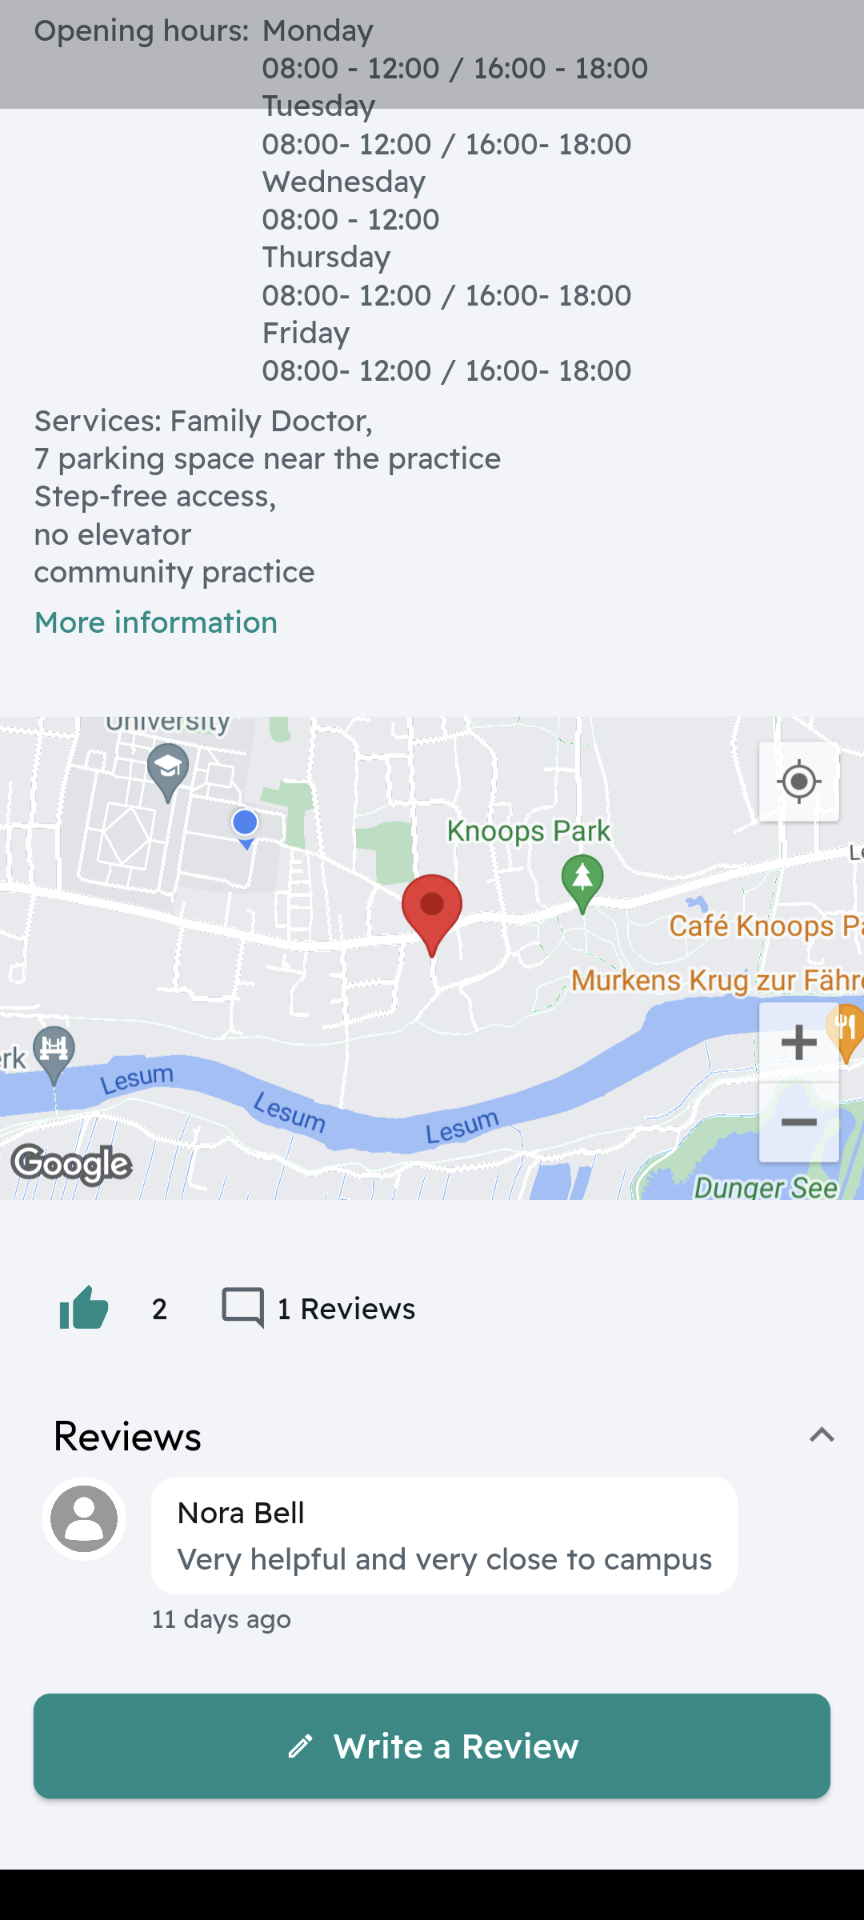 Opening hours: Monday
08:00 - 12:00 / 16:00 - 18:00
Tuesday
08:00- 12:00 / 16:00- 18:00
Wednesday
08:00 - 12:00
Thursday
08:00- 12:00 / 16:00- 18:00
Friday
08:00- 12:00 / 16:00- 18:00
Services: Family Doctor,
7 parking space near the practice
Step-free access,
no elevator
community practice
More information
University
Knoops Park
Café Knoops
Murkens Krug zur
Lesum
Lesum
Lesum
Google
Dunger See
2
1 Reviews
Reviews
Nora Bell
Very helpful and very close to campus
11 days ago
Write a Review